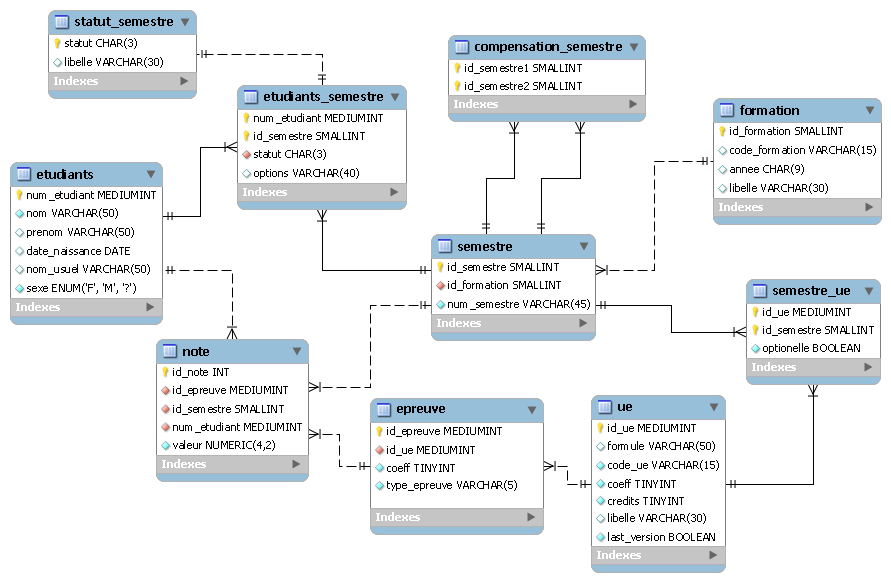 statut_semestre
statut CHAR(3)
libelle VARCHAR(30)
Indexes
compensation_semestre
id_semestre1 SMALLINT
id_semestre2 SMALLINT
Indexes
etudiants_semestre
num_etudiant MEDIUMINT
id_semestre SMALLINT
statut CHAR(3)
options VARCHAR(40)
Indexes
formation
id_formation SMALLINT
code_formation VARCHAR(15)
annee CHAR(9)
libelle VARCHAR(30)
Indexes
etudiants
num_etudiant MEDIUMINT
nom VARCHAR(50)
prenom VARCHAR(50)
date_naissance DATE
nom_usuel VARCHAR(50)
sexe ENUM('F', 'M', '?')
Indexes
semestre
id_semestre SMALLINT
id_formation SMALLINT
num_semestre VARCHAR(45)
Indexes
semestre_ue
id_ue MEDIUMINT
id_semestre SMALLINT
optionelle BOOLEAN
Indexes
note
id_note INT
id_epreuve MEDIUMINT
id_semestre SMALLINT
num_etudiant MEDIUMINT
valeur NUMERIC(4,2)
Indexes
epreuve
id_epreuve MEDIUMINT
id_ue MEDIUMINT
coeff TINYINT
type_epreuve VARCHAR(5)
Indexes
ue
id_ue MEDIUMINT
formule VARCHAR(50)
code_ue VARCHAR(15)
coeff TINYINT
credits TINYINT
libelle VARCHAR(30)
last_version BOOLEAN
Indexes